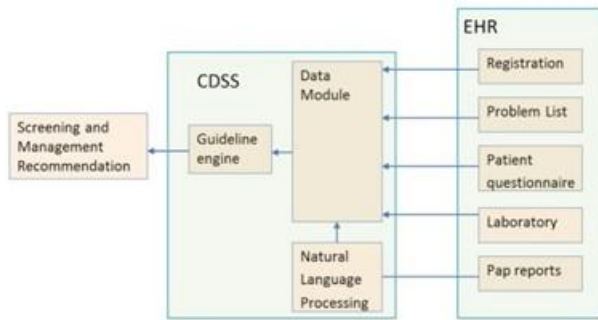 EHR
CDSS
Data
Module
Registration
Problem List
Screening and
Management
Recommendation
Guideline
engine
Patient
questionnaire
Laboratory
Natural
Language
Processing
Pap reports